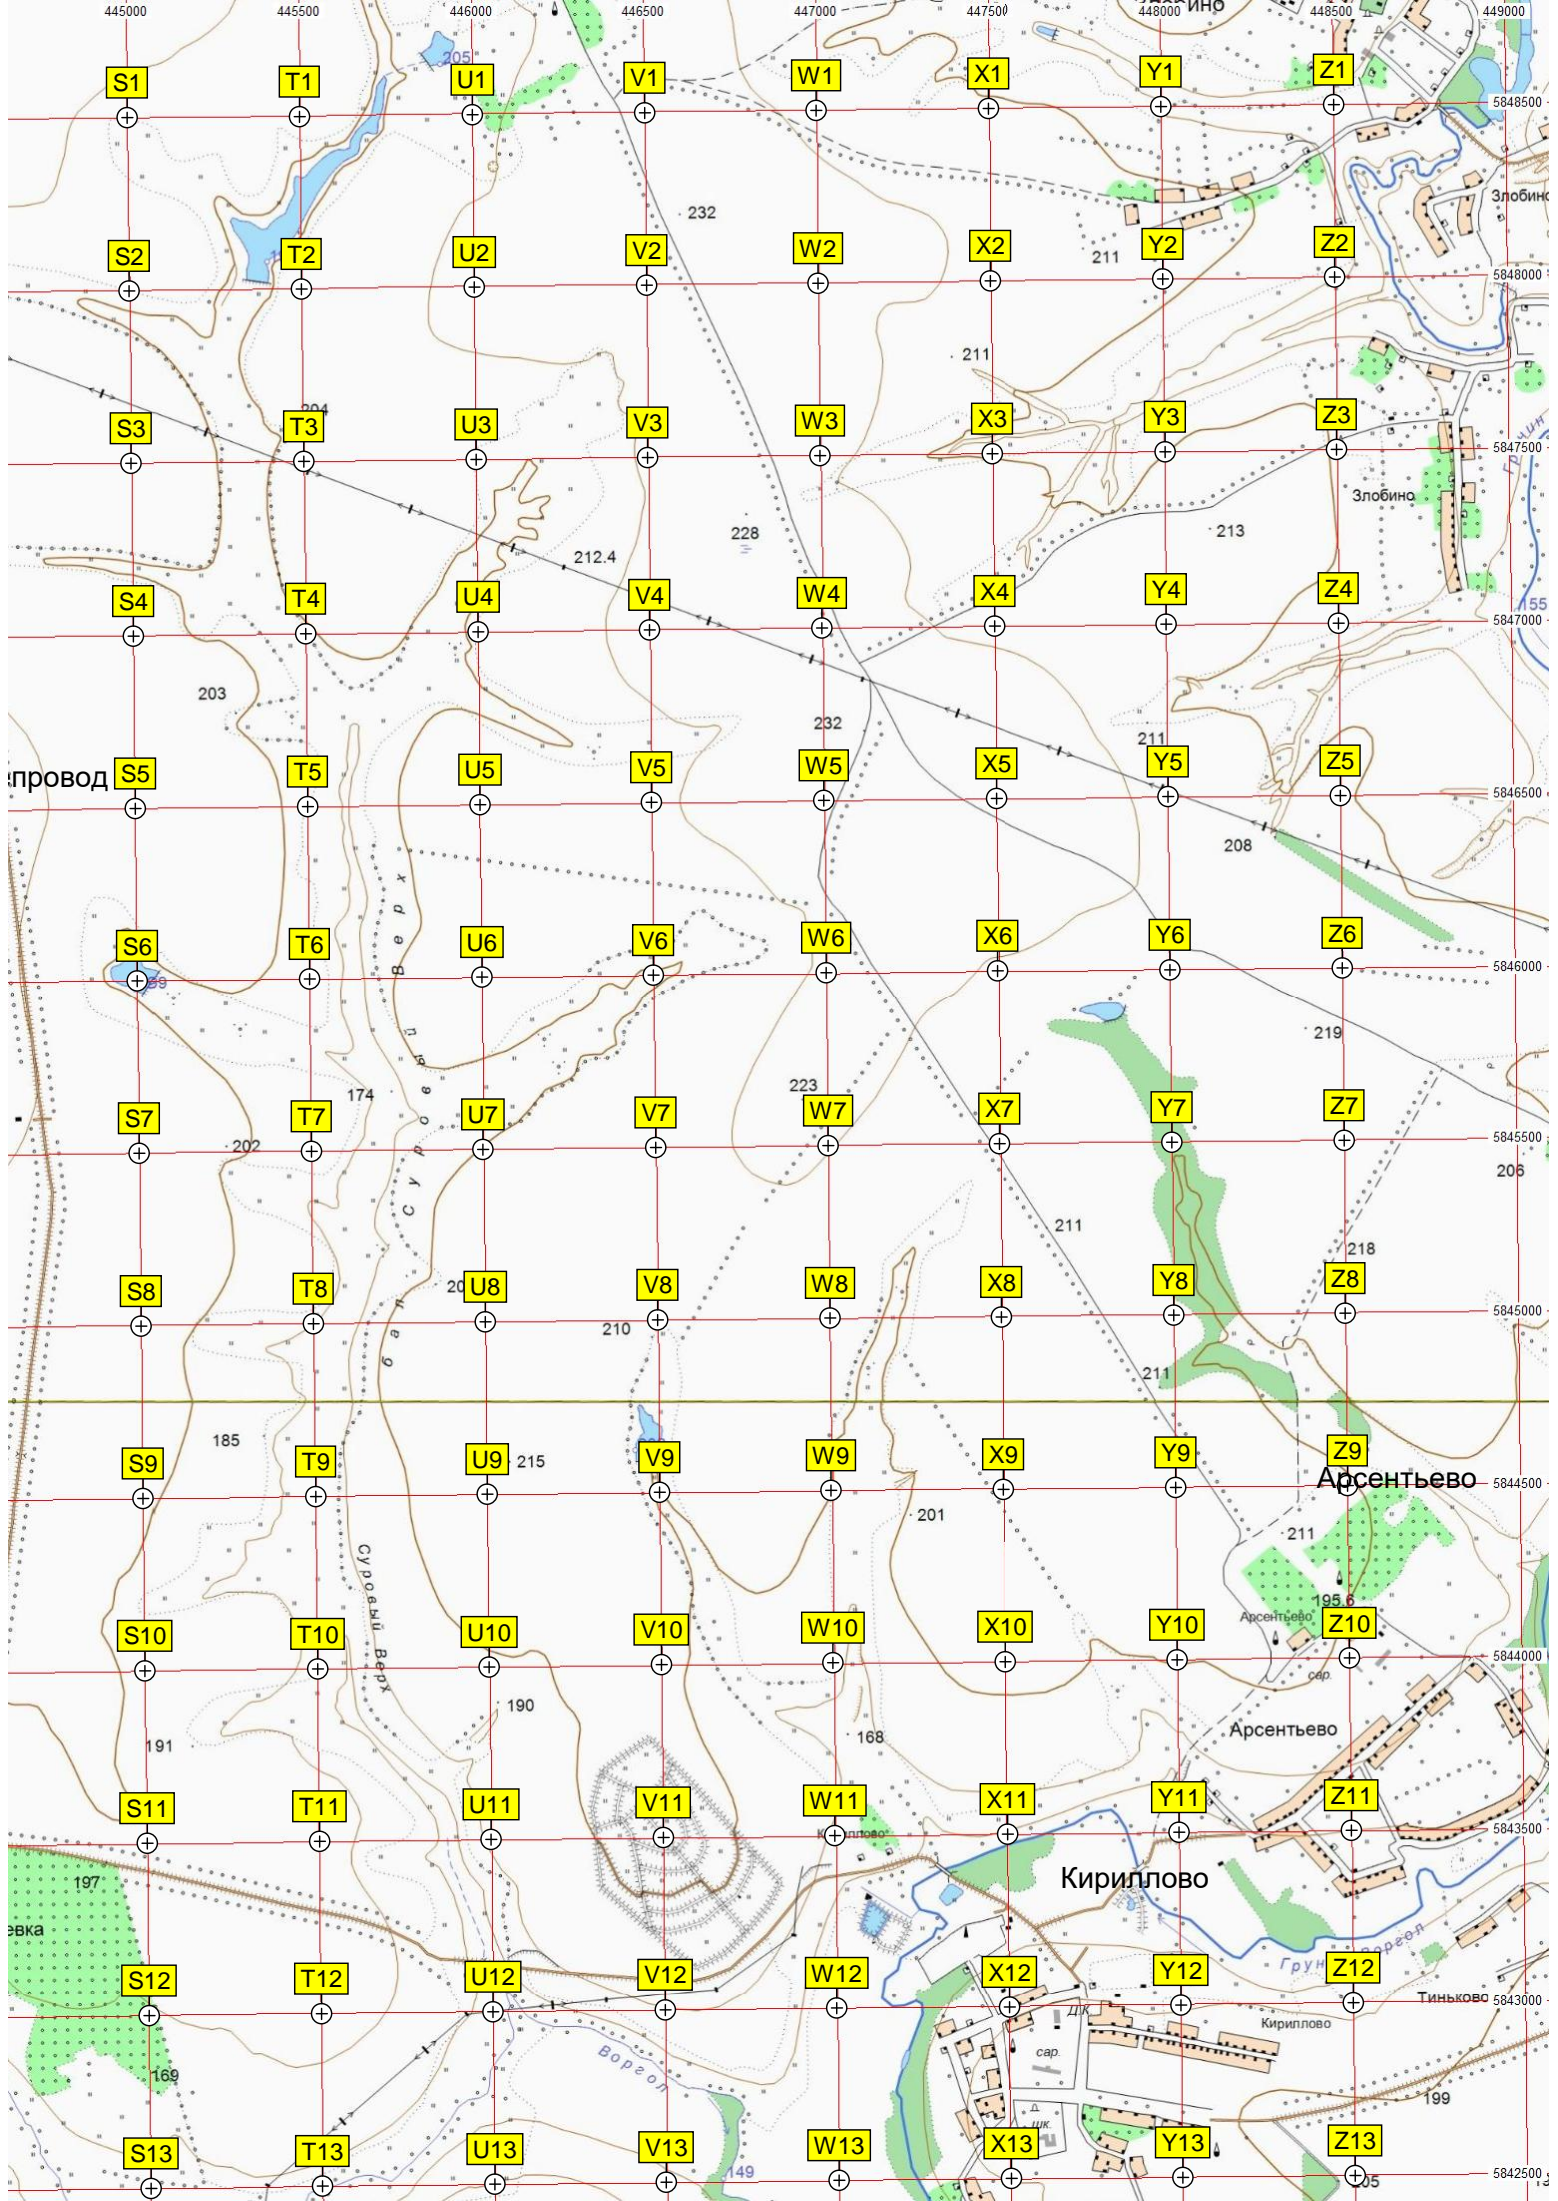 445000 445500 446000 446500 447000 447500 448000 448500 449000
205
S1 T1 U1 V1 W1 X1 Y1 Z1
5848500
Злобино
232
211
S2 T2 U2 V2 W2 X2 Y2 Z2
5848000
211
204
S3 T3 U3 V3 W3 X3 Y3 Z3
5847500
Злобино
228
213
212.4
S4 T4 U4 V4 W4 X4 Y4 Z4
155
5847000
203
232
211
S5 T5 U5 V5 W5 X5 Y5 Z5
5846500
208
Верх
S6 T6 U6 V6 W6 X6 Y6 Z6
5846000
219
174
223
S7 T7 U7 V7 W7 X7 Y7 Z7
5845500
202
206
Суровый
211
218
S8 T8 U8 V8 W8 X8 Y8 Z8
5845000
210
бал
211
185
S9 T9 U9 V9 W9 X9 Y9 Z9
215
Арсентьево
5844500
201
211
Суровый Верх
195.6
Арсентьево
S10 T10 U10 V10 W10 X10 Y10 Z10
5844000
сар.
190
Арсентьево
191
168
S11 T11 U11 V11 W11 X11 Y11 Z11
5843500
Кириллово
197
S12 T12 U12 V12 W12 X12 Y12 Z12
5843000
Тиньково
Д.К.
Кириллово
сар.
Воргол
169
199
шк.
S13 T13 U13 V13 W13 X13 Y13 Z13
149
5842500